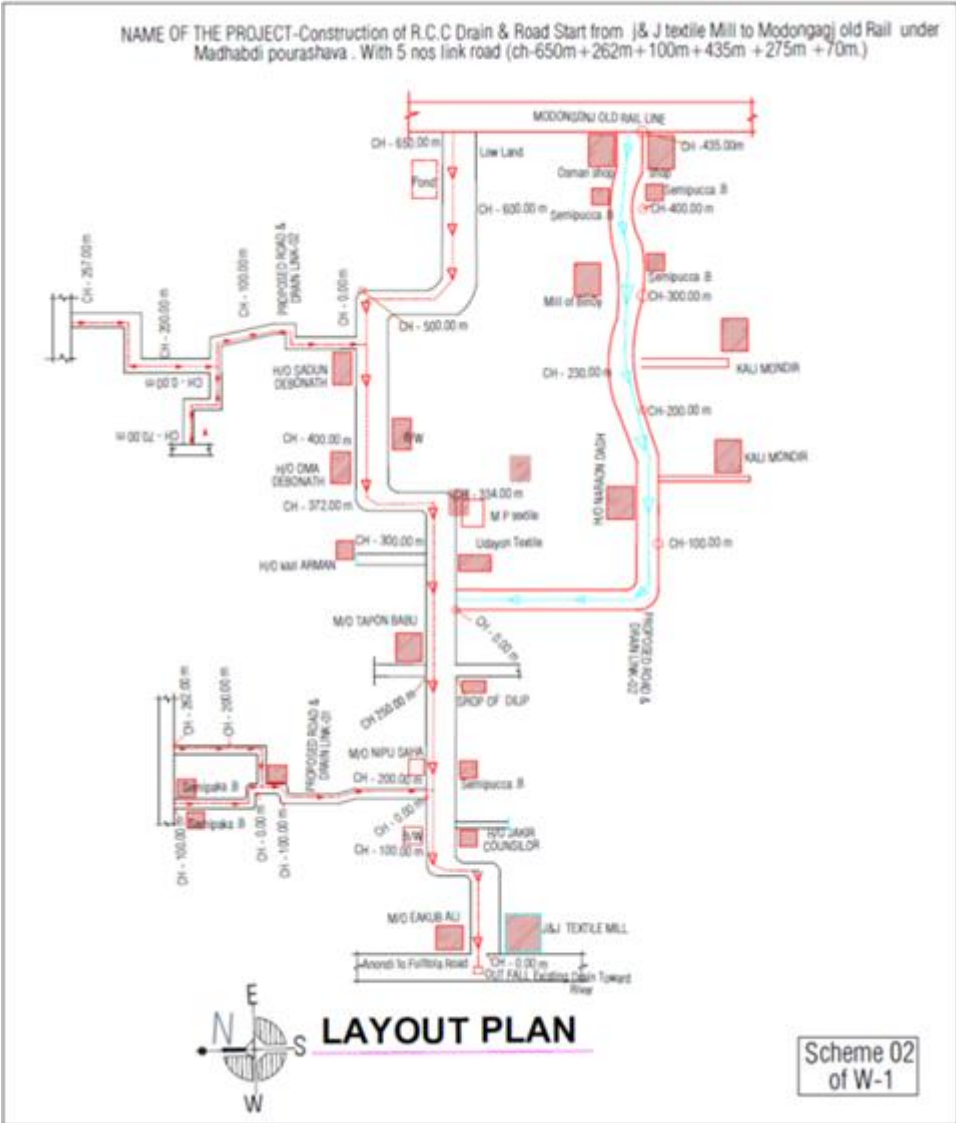 NAME OF THE PROJECT-Construction of R.C.C Drain & Road Start from j& J textile Mill to Modongagj old Rail under
Madhabdi pourashava . With 5 nos link road (ch-650m+262m+100m+435m +275m +70m.)
MODONGONJ OLD RAIL LINE
CH - 650.00 m
Low Land
Pond
CH - 600.00 m
Osman shop
Shop
CH -435.00m
Semipucca .B
Semipucca .B
CH-400.00 m
Semipucca .B
Mill of
CH-300.00 m
CH - 257.00 m
CH - 200.00 m
CH - 100.00 m
PROPOSED ROAD &
DRAIN LINK-02
CH - 0.00 m
CH - 500.00 m
H/O SADUN
DEBONATH
CH - 0.00 m
CH - 70.00 m
CH - 230.00 m
KALI MONDIR
CH-200.00 m
CH - 400.00 m
B/W
H/O OMA
DEBONATH
KALI MONDIR
H/O NARAON DASH
CH - 372.00 m
CH - 334.00 m
M P textile
CH - 300.00 m
Udayon Textile
CH-100.00 m
H/O Md ARMAN
M/O TAPON BABU
CH - 0.00 m
PROPOSED ROAD &
DRAIN LINK-02
CH 250.00 m
SROP OF DILIP
CH - 262.00 m
CH - 200.00 m
PROPOSED ROAD &
DRAIN LINK-01
M/O NIPU SAHA
CH - 200.00 m
Semipucca .B
Semipaka .B
Semipaka .B
CH - 0.00 m
B/W
CH - 100.00 m
H/O JAKIR
COUNSILOR
CH - 100.00 m
CH - 0.00 m
CH - 100.00 m
M/O EAKUB ALI
J&J TEXTILE MILL
Anondi To Fultola Road
CH - 0.00 m
OUT FALL Existing Drain Toward
River
E
N
S
W
LAYOUT PLAN
Scheme 02
of W-1